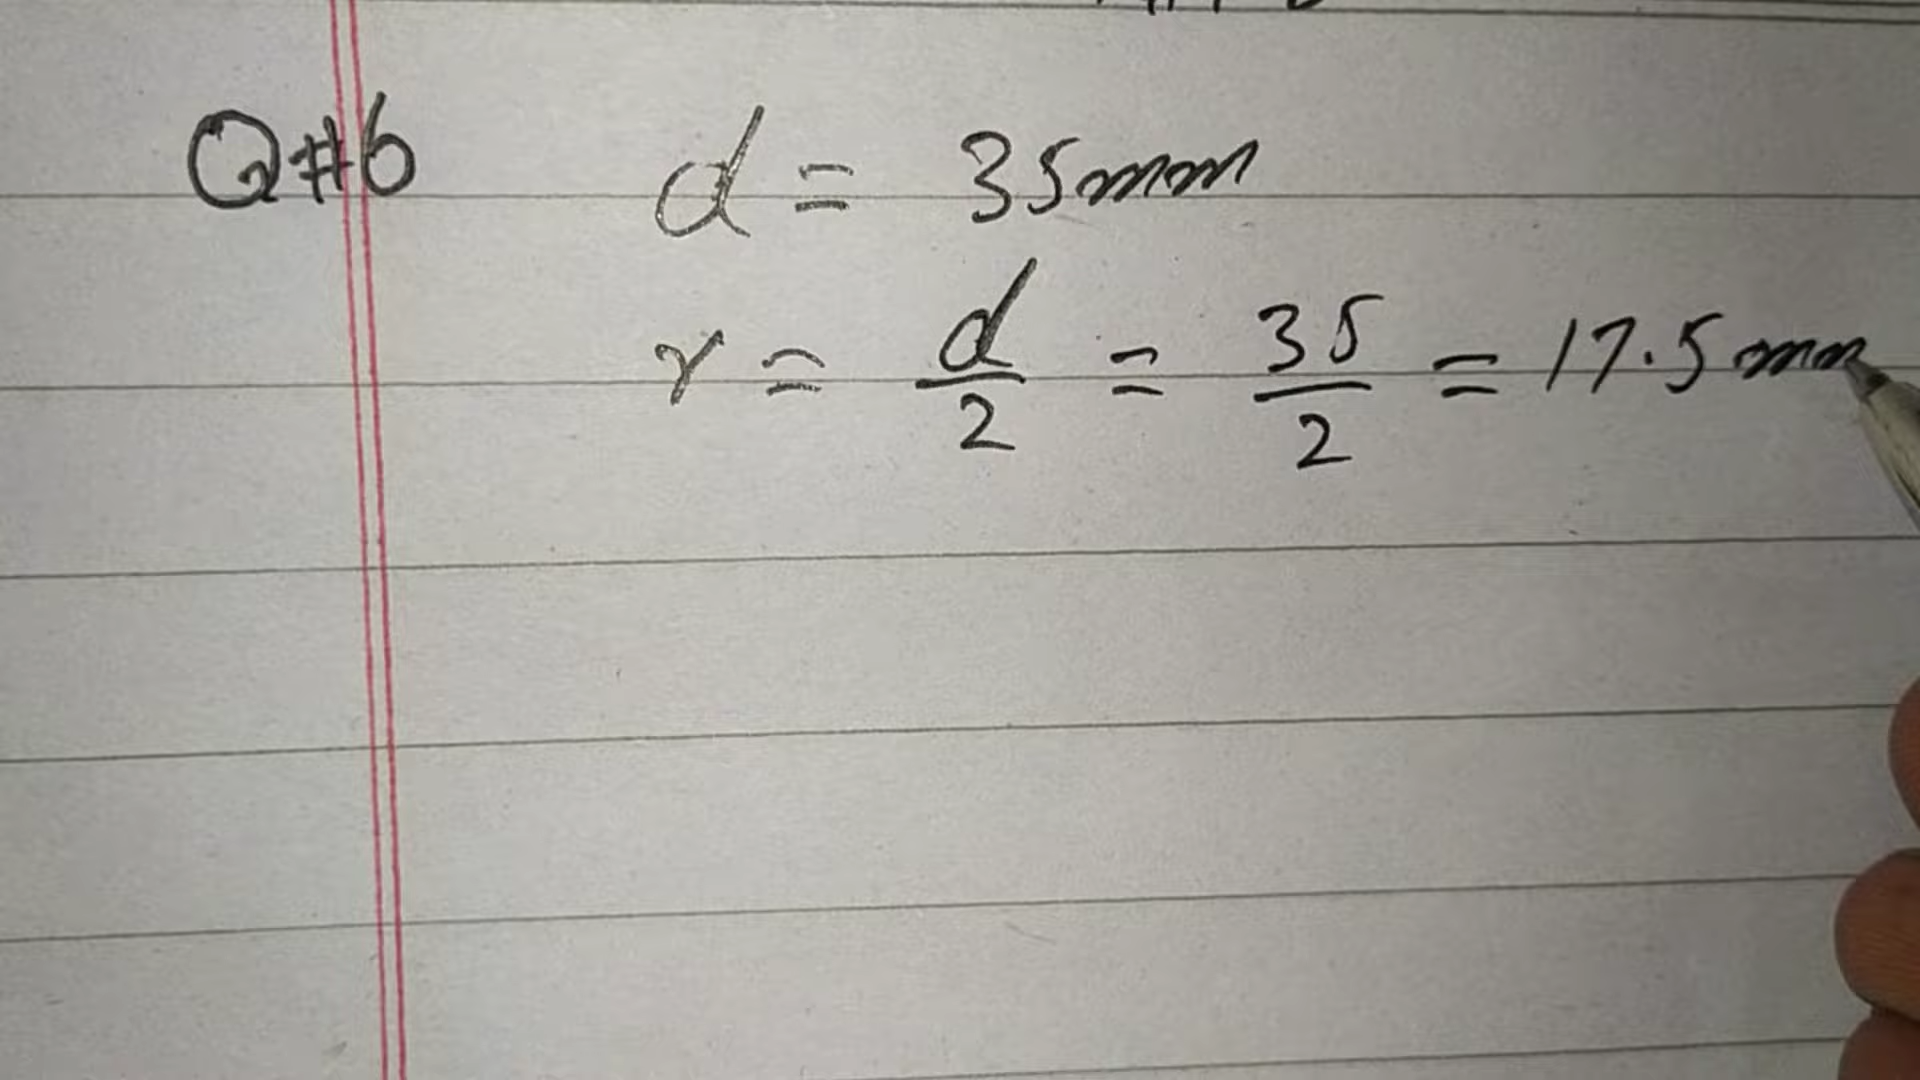 Q#6 d = 35mm
r = d/2 = 35/2 = 17.5mm